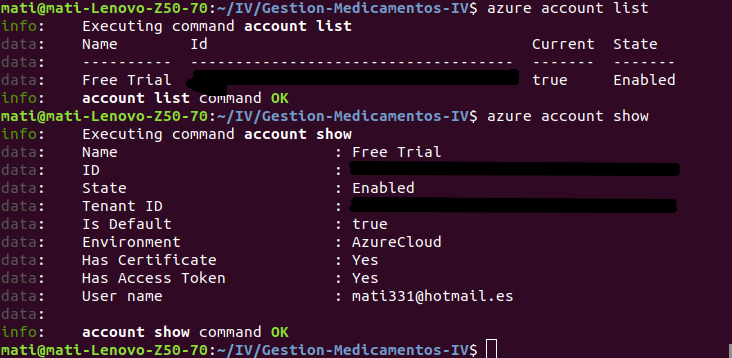 mati@mati-Lenovo-Z50-70:~/IV/Gestion-Medicamentos-IV$ azure account list
info:    Executing command account list
data:    Name        Id                                    Current  State
data:    ----------  ------------------------------------  -------  -------
data:    Free Trial                                        true     Enabled
info:    account list command OK
mati@mati-Lenovo-Z50-70:~/IV/Gestion-Medicamentos-IV$ azure account show
info:    Executing command account show
data:    Name                        : Free Trial
data:    ID                          :
data:    State                       : Enabled
data:    Tenant ID                   :
data:    Is Default                  : true
data:    Environment                 : AzureCloud
data:    Has Certificate             : Yes
data:    Has Access Token            : Yes
data:    User name                   : mati331@hotmail.es
data:
info:    account show command OK
mati@mati-Lenovo-Z50-70:~/IV/Gestion-Medicamentos-IV$